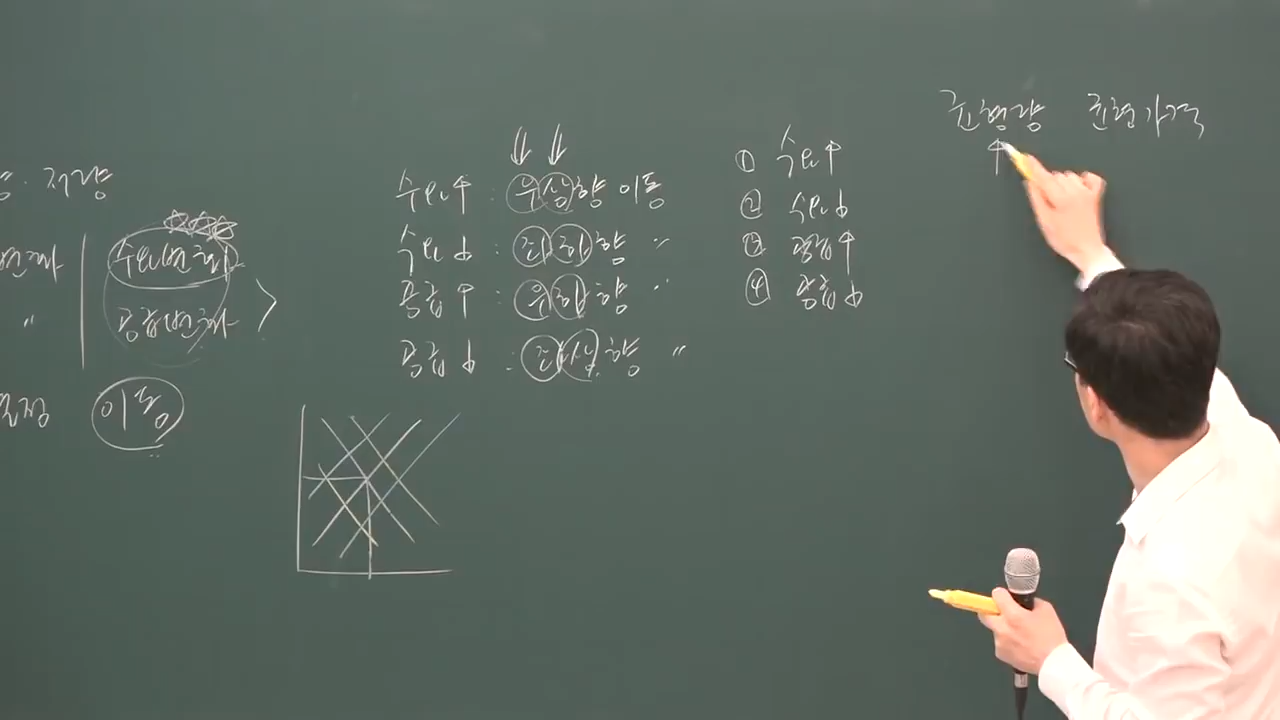 저량
수요변화
공급변화
이동
수요↑ : 우상향 이동
수요↓ 좌하향 〃
공급↑ : 우하향 〃
공급↓ : 좌상향 〃
① 수요↑
② 수요↓
③ 공급↑
④ 공급↓
균형량 균형가격
↑